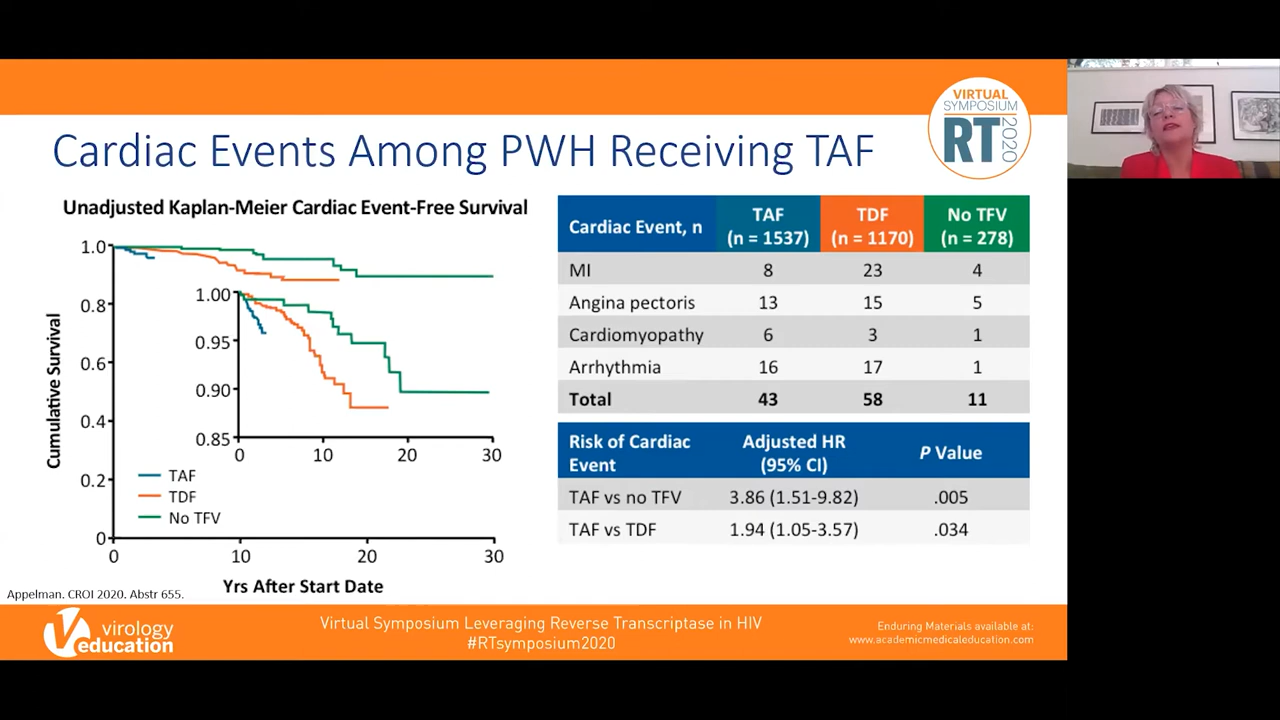 VIRTUAL
SYMPOSIUM
RT
2020
Cardiac Events Among PWH Receiving TAF
Unadjusted Kaplan-Meier Cardiac Event-Free Survival
1.0
0.8
0.6
0.4
0.2
0
Cumulative Survival
1.00
0.95
0.90
0.85
0 10 20 30
TAF
TDF
No TFV
0 10 20 30
Yrs After Start Date
Cardiac Event, n TAF (n = 1537) TDF (n = 1170) No TFV (n = 278)
MI 8 23 4
Angina pectoris 13 15 5
Cardiomyopathy 6 3 1
Arrhythmia 16 17 1
Total 43 58 11
Risk of Cardiac Event Adjusted HR (95% CI) P Value
TAF vs no TFV 3.86 (1.51-9.82) .005
TAF vs TDF 1.94 (1.05-3.57) .034
Appelman. CROI 2020. Abstr 655.
virology
education
Virtual Symposium Leveraging Reverse Transcriptase in HIV
#RTsymposium2020
Enduring Materials available at:
www.academicmedicaleducation.com